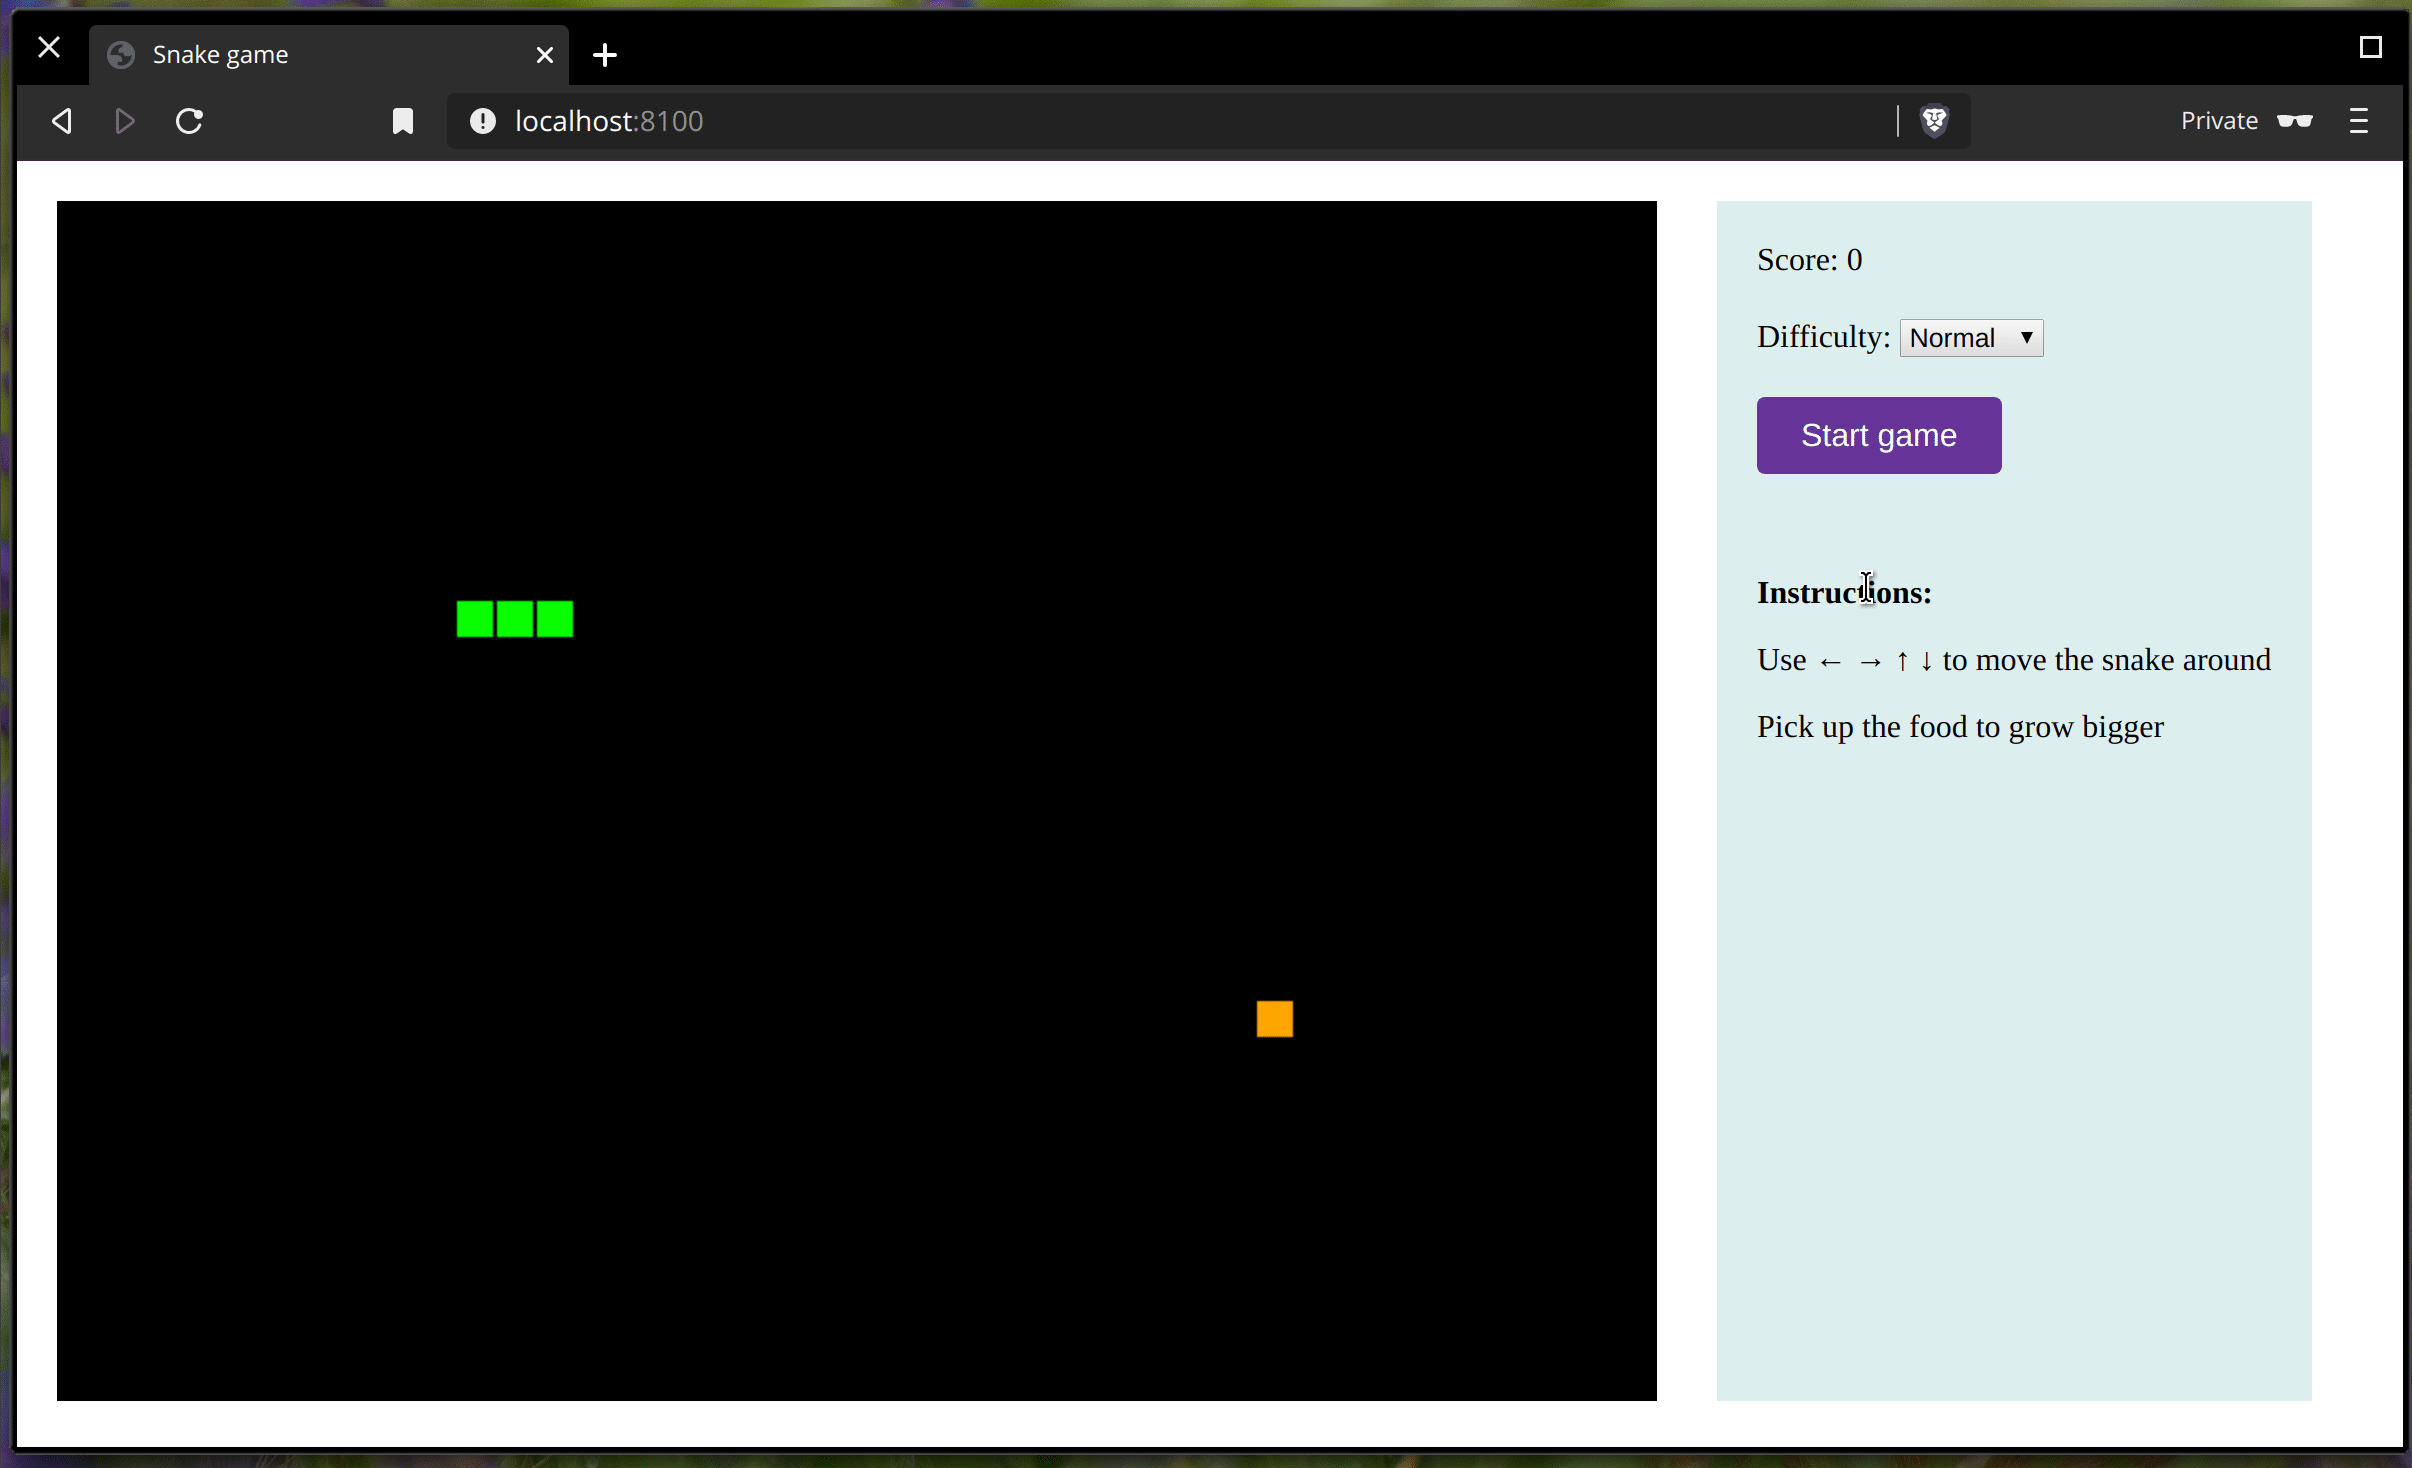 Snake game
localhost:8100
Private
Score: 0
Difficulty: Normal
Start game
Instructions:
Use ← → ↑ ↓ to move the snake around
Pick up the food to grow bigger